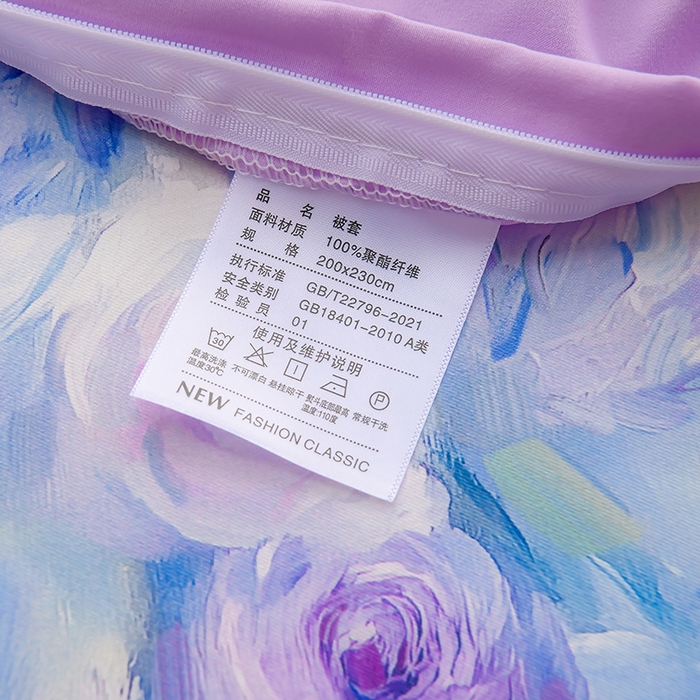 品 名 被套
面料材质 100%聚酯纤维
规 格 200x230cm
执行标准 GB/T22796-2021
安全类别 GB18401-2010 A类
检 验 员 01
使用及维护说明
30 P
最高洗涤温度30℃ 不可漂白 悬挂晾干 熨斗底部最高温度:110度 常规干洗
NEW FASHION CLASSIC